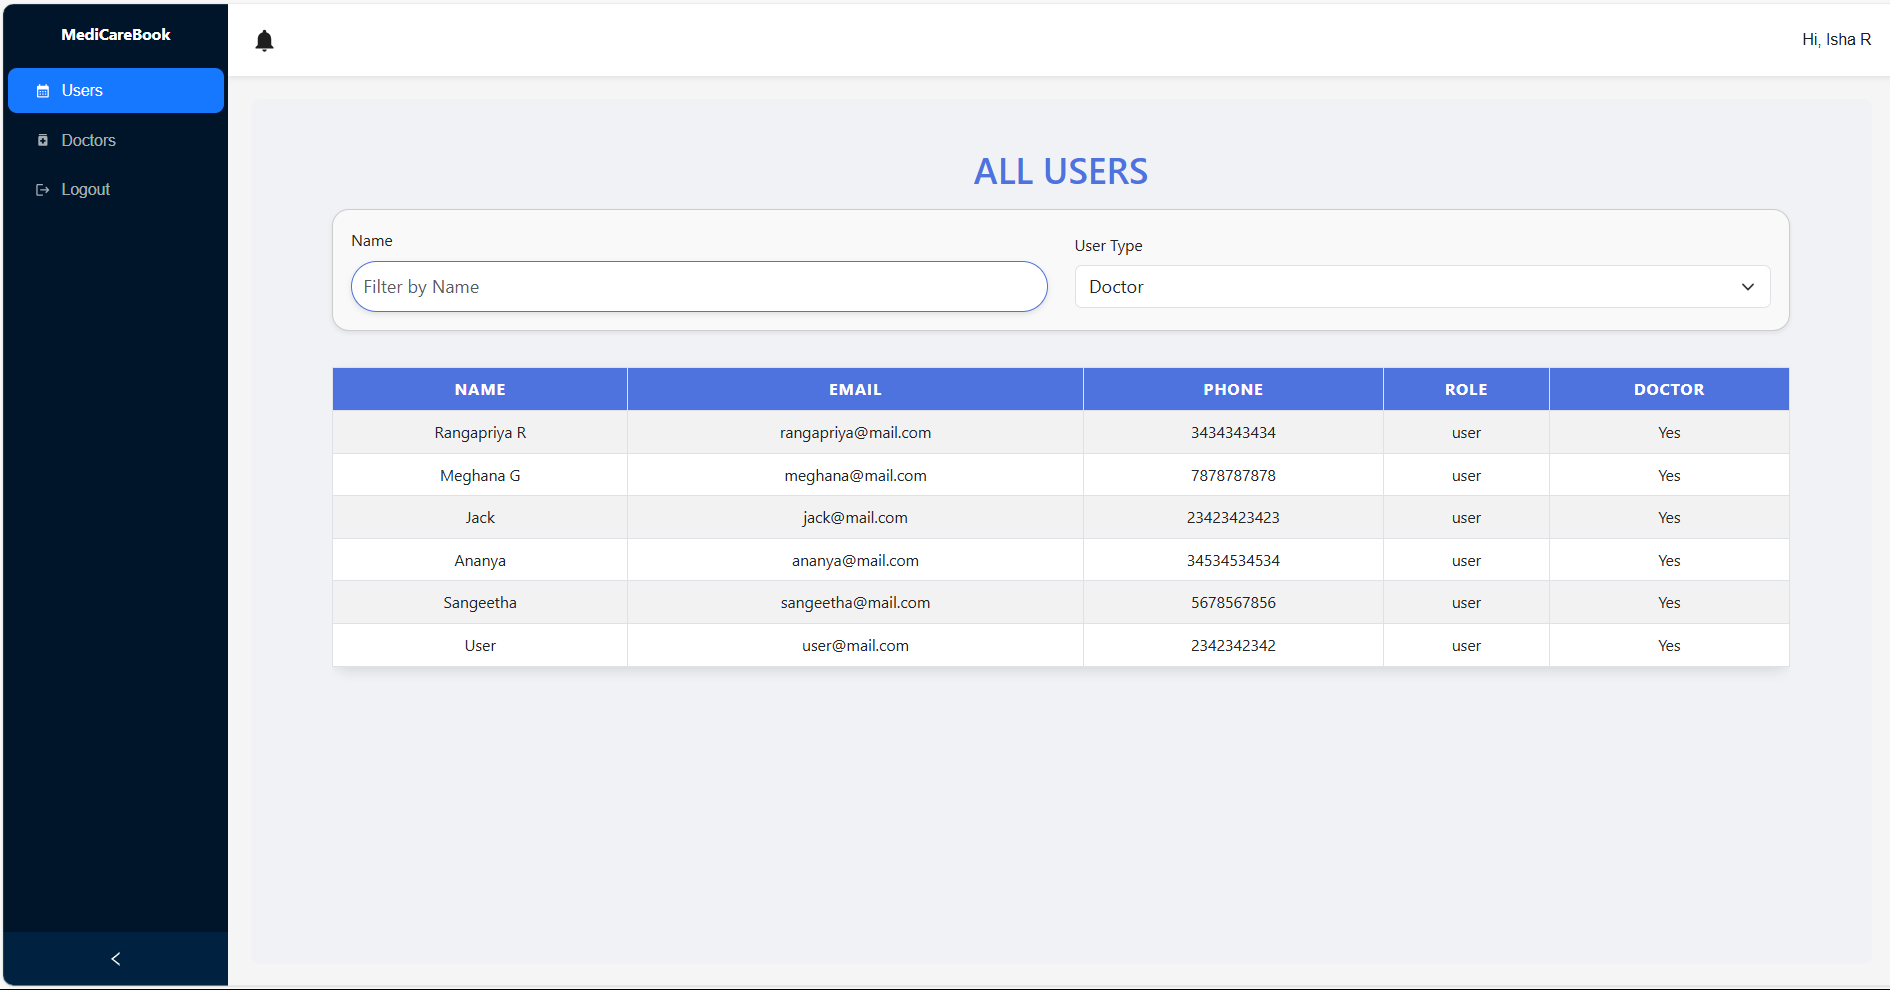 MediCareBook
Users
Doctors
Logout
Hi, Isha R
ALL USERS
Name
Filter by Name
User Type
Doctor
NAME EMAIL PHONE ROLE DOCTOR
Rangapriya R rangapriya@mail.com 3434343434 user Yes
Meghana G meghana@mail.com 7878787878 user Yes
Jack jack@mail.com 23423423423 user Yes
Ananya ananya@mail.com 34534534534 user Yes
Sangeetha sangeetha@mail.com 5678567856 user Yes
User user@mail.com 2342342342 user Yes